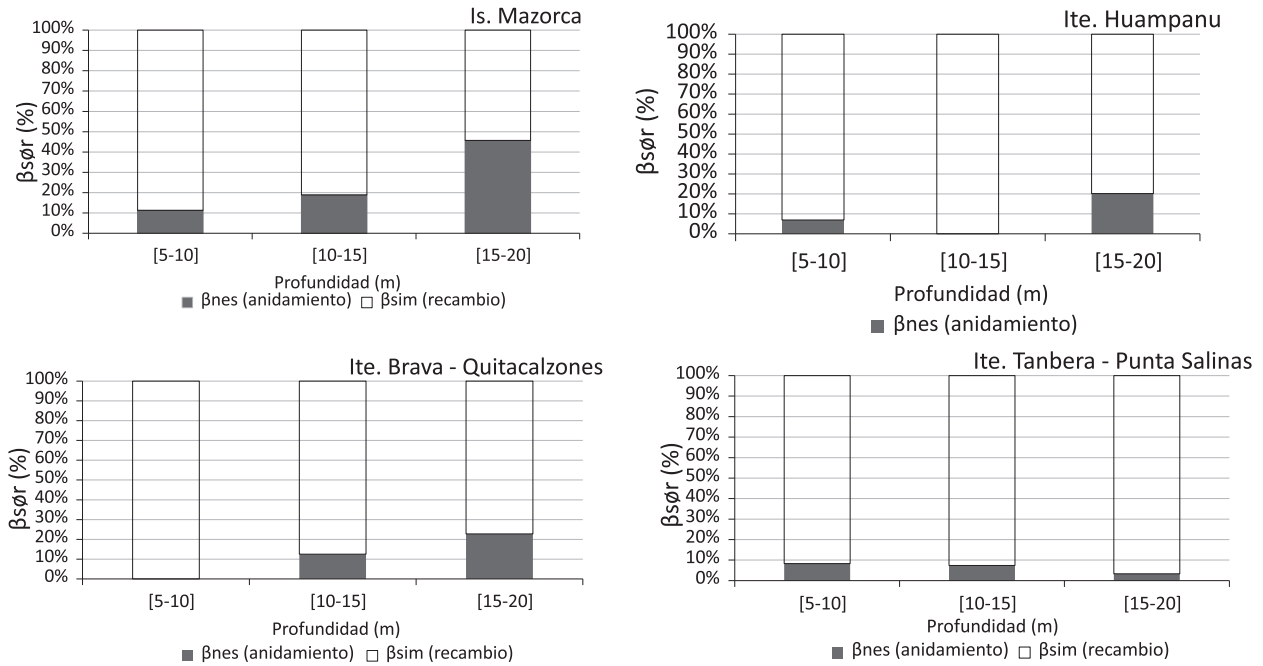 Is. Mazorca
100%
90%
80%
70%
60%
50%
40%
30%
20%
10%
0%
βsør (%)
[5-10] [10-15] [15-20]
Profundidad (m)
βnes (anidamiento) βsim (recambio)
Ite. Huampanu
100%
90%
80%
70%
60%
50%
40%
30%
20%
10%
0%
βsør (%)
[5-10] [10-15] [15-20]
Profundidad (m)
βnes (anidamiento)
Ite. Brava - Quitacalzones
100%
90%
80%
70%
60%
50%
40%
30%
20%
10%
0%
βsør (%)
[5-10] [10-15] [15-20]
Profundidad (m)
βnes (anidamiento) βsim (recambio)
Ite. Tanbera - Punta Salinas
100%
90%
80%
70%
60%
50%
40%
30%
20%
10%
0%
βsør (%)
[5-10] [10-15] [15-20]
Profundidad (m)
βnes (anidamiento) βsim (recambio)